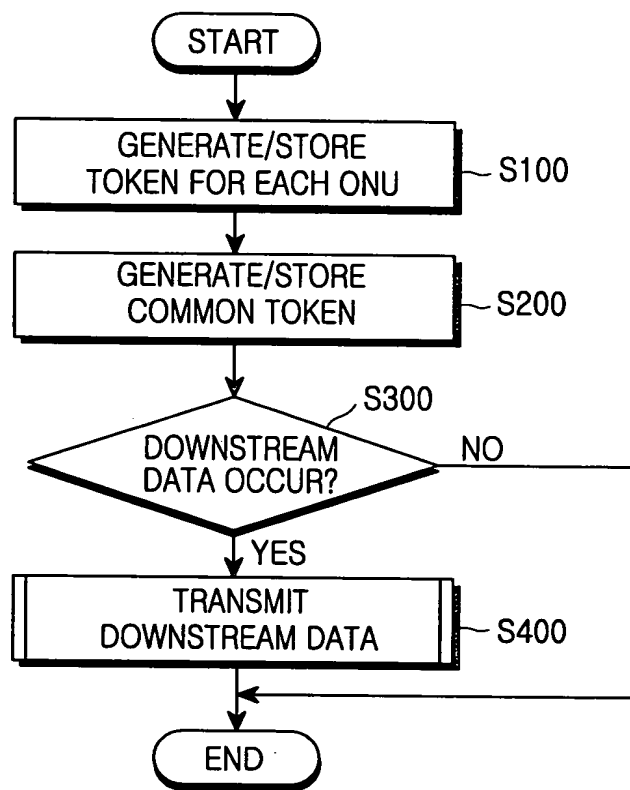 START
GENERATE/STORE
TOKEN FOR EACH ONU
S100
GENERATE/STORE
COMMON TOKEN
S200
S300
DOWNSTREAM
DATA OCCUR?
NO
YES
TRANSMIT
DOWNSTREAM DATA
S400
END